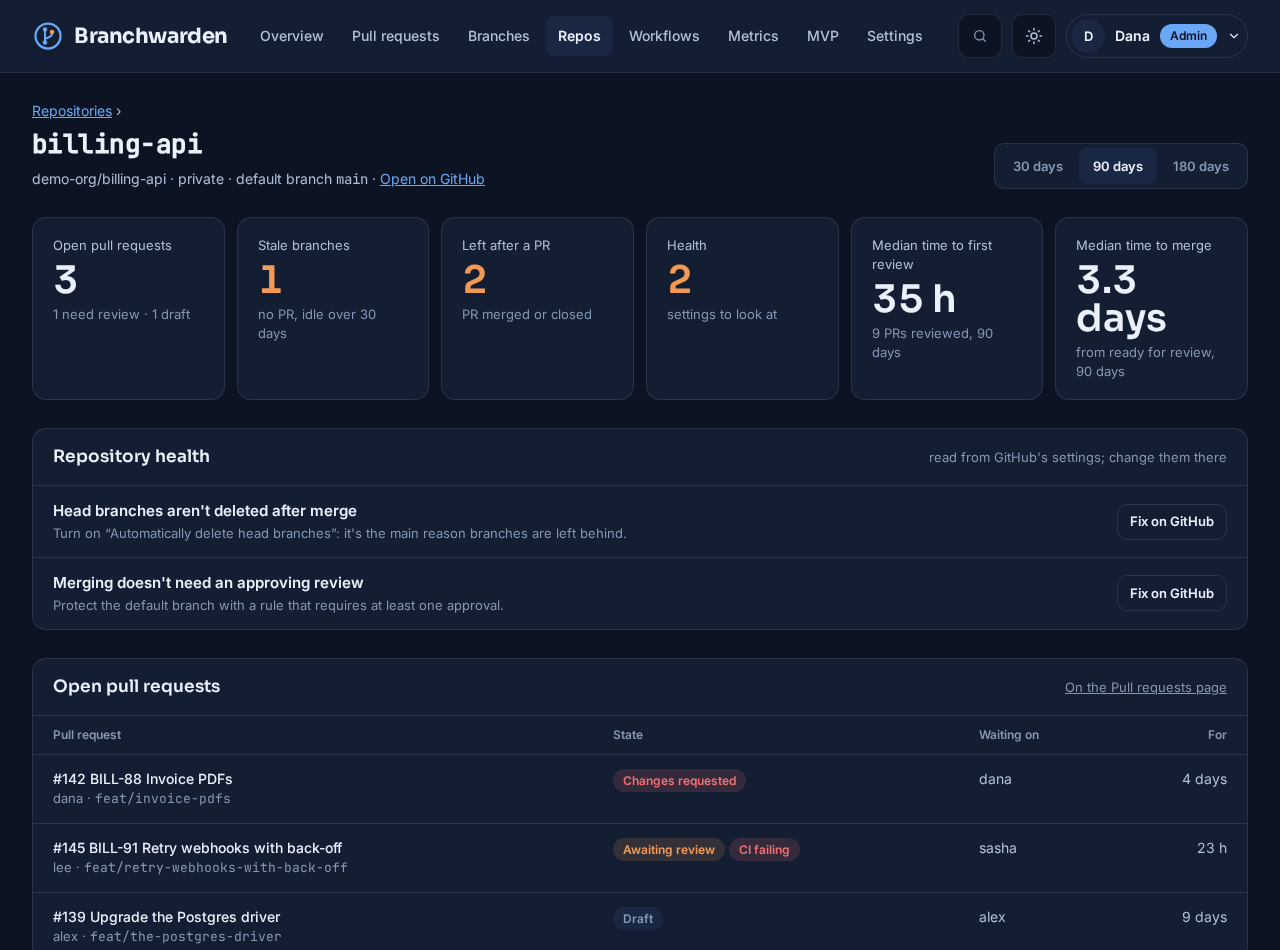 Branchwarden
Overview
Pull requests
Branches
Repos
Workflows
Metrics
MVP
Settings
D
Dana
Admin
Repositories ›
billing-api
demo-org/billing-api · private · default branch main · Open on GitHub
30 days
90 days
180 days
Open pull requests
3
1 need review · 1 draft
Stale branches
1
no PR, idle over 30
days
Left after a PR
2
PR merged or closed
Health
2
settings to look at
Median time to first
review
35 h
9 PRs reviewed, 90
days
Median time to merge
3.3
days
from ready for review,
90 days
Repository health
read from GitHub's settings; change them there
Head branches aren't deleted after merge
Turn on “Automatically delete head branches”: it's the main reason branches are left behind.
Fix on GitHub
Merging doesn't need an approving review
Protect the default branch with a rule that requires at least one approval.
Fix on GitHub
Open pull requests
On the Pull requests page
Pull request
State
Waiting on
For
#142 BILL-88 Invoice PDFs
dana · feat/invoice-pdfs
Changes requested
dana
4 days
#145 BILL-91 Retry webhooks with back-off
lee · feat/retry-webhooks-with-back-off
Awaiting review
CI failing
sasha
23 h
#139 Upgrade the Postgres driver
alex · feat/the-postgres-driver
Draft
alex
9 days